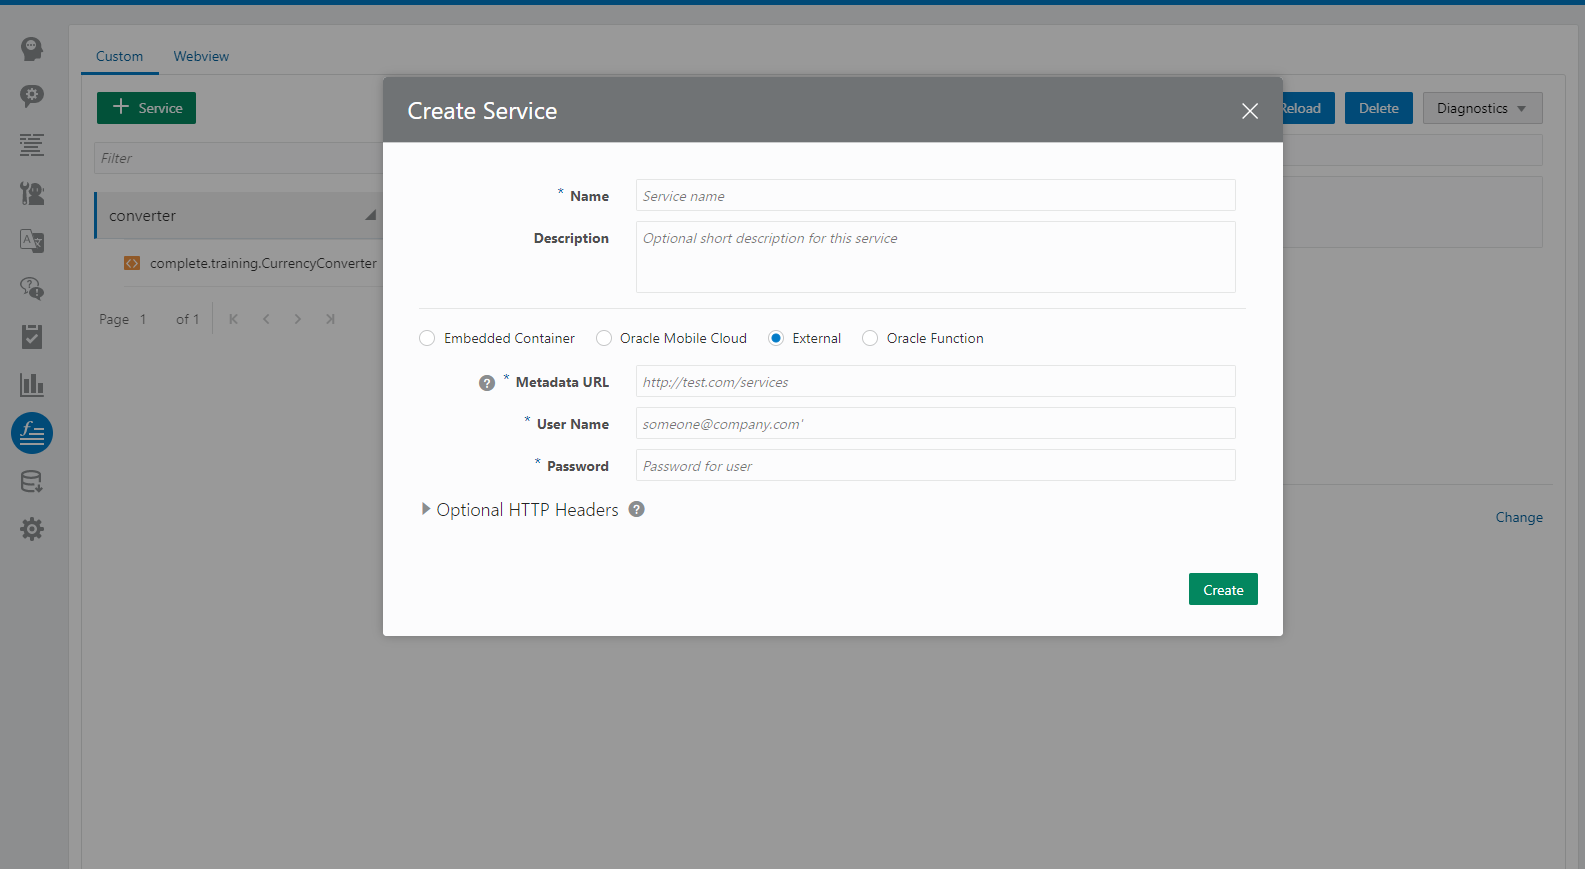 Custom Webview
+ Service
Reload Delete Diagnostics
Filter
converter
complete.training.CurrencyConverter
Page 1 of 1
Create Service
* Name Service name
Description Optional short description for this service
Embedded Container Oracle Mobile Cloud External Oracle Function
? * Metadata URL http://test.com/services
* User Name someone@company.com'
* Password Password for user
Optional HTTP Headers ?
Change
Create